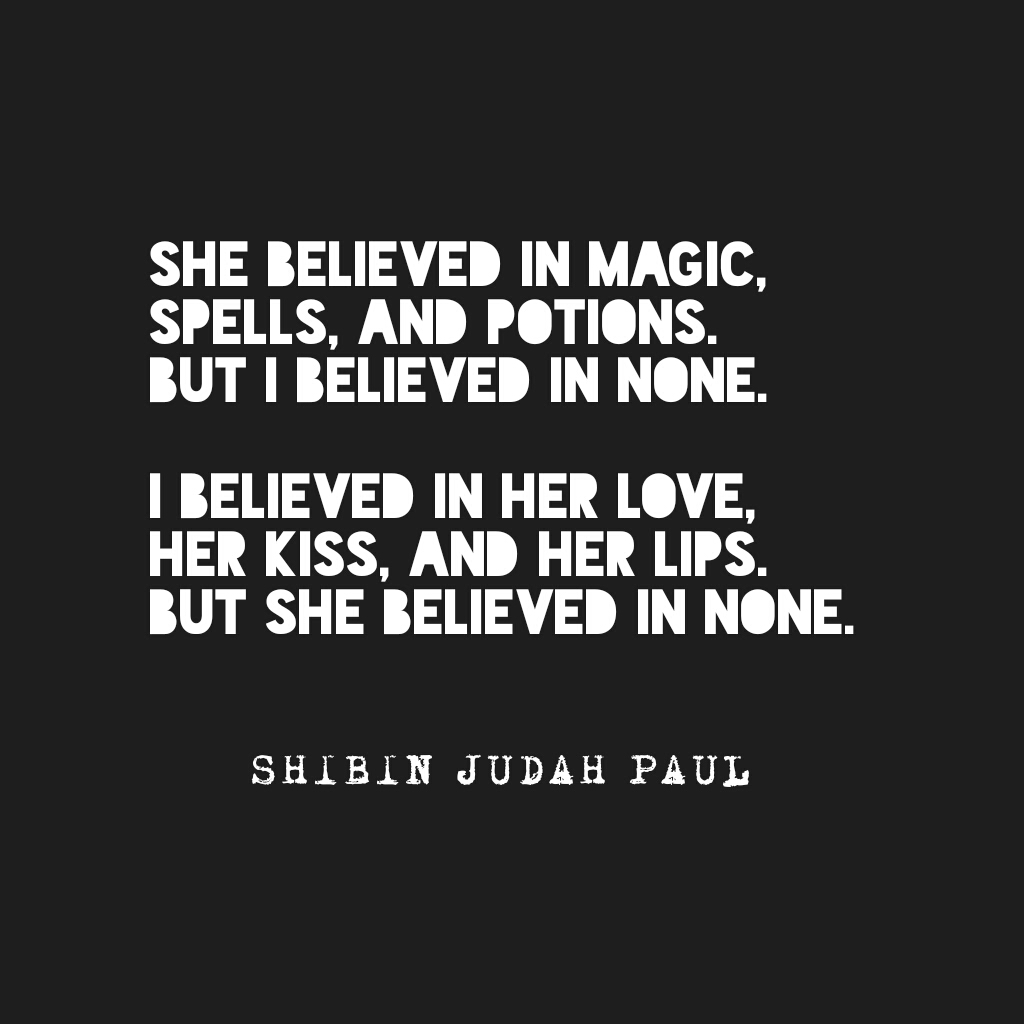 SHE BELIEVED IN MAGIC,
SPELLS, AND POTIONS.
BUT I BELIEVED IN NONE.
I BELIEVED IN HER LOVE,
HER KISS, AND HER LIPS.
BUT SHE BELIEVED IN NONE.
SHIBIN JUDAH PAUL